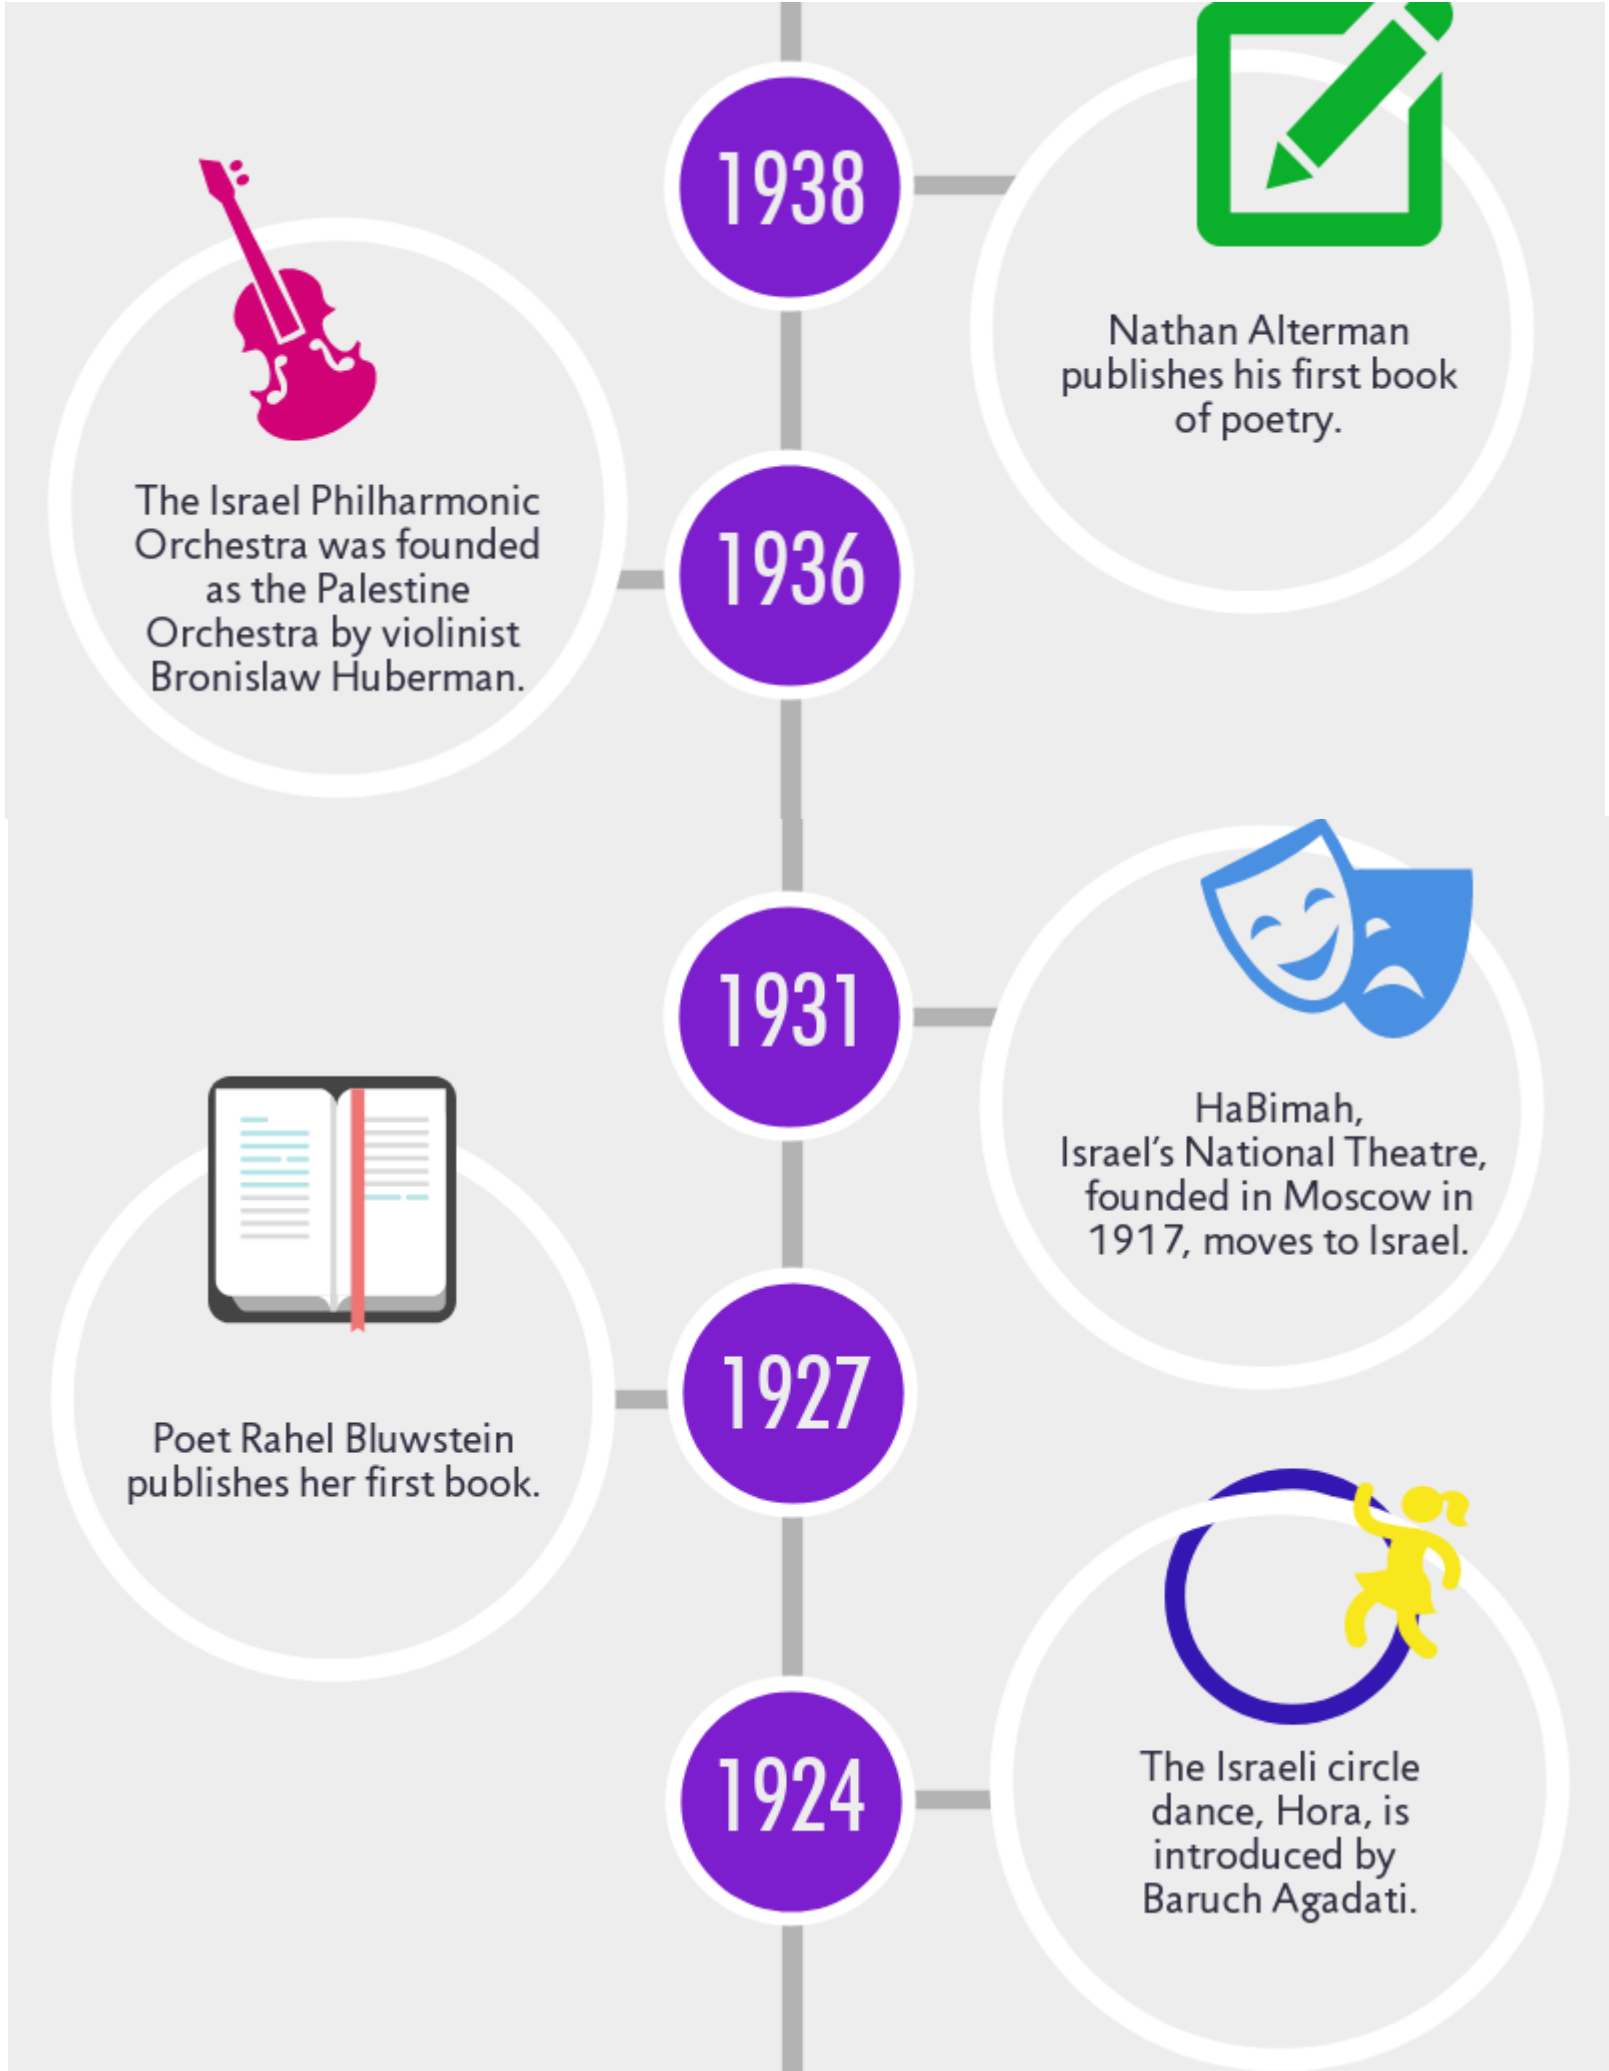 1938
Nathan Alterman
publishes his first book
of poetry.
The Israel Philharmonic
Orchestra was founded
as the Palestine
Orchestra by violinist
Bronislaw Huberman.
1936
1931
HaBimah,
Israel's National Theatre,
founded in Moscow in
1917, moves to Israel.
1927
Poet Rahel Bluwstein
publishes her first book.
1924
The Israeli circle
dance, Hora, is
introduced by
Baruch Agadati.